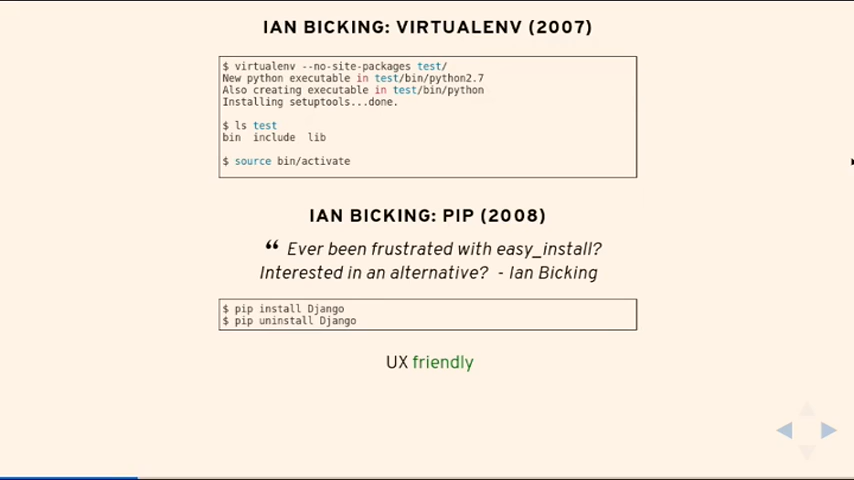 IAN BICKING: VIRTUALENV (2007)
$ virtualenv --no-site-packages test/
New python executable in test/bin/python2.7
Also creating executable in test/bin/python
Installing setuptools...done.
$ ls test
bin  include  lib
$ source bin/activate
IAN BICKING: PIP (2008)
“ Ever been frustrated with easy_install?
Interested in an alternative? - Ian Bicking
$ pip install Django
$ pip uninstall Django
UX friendly